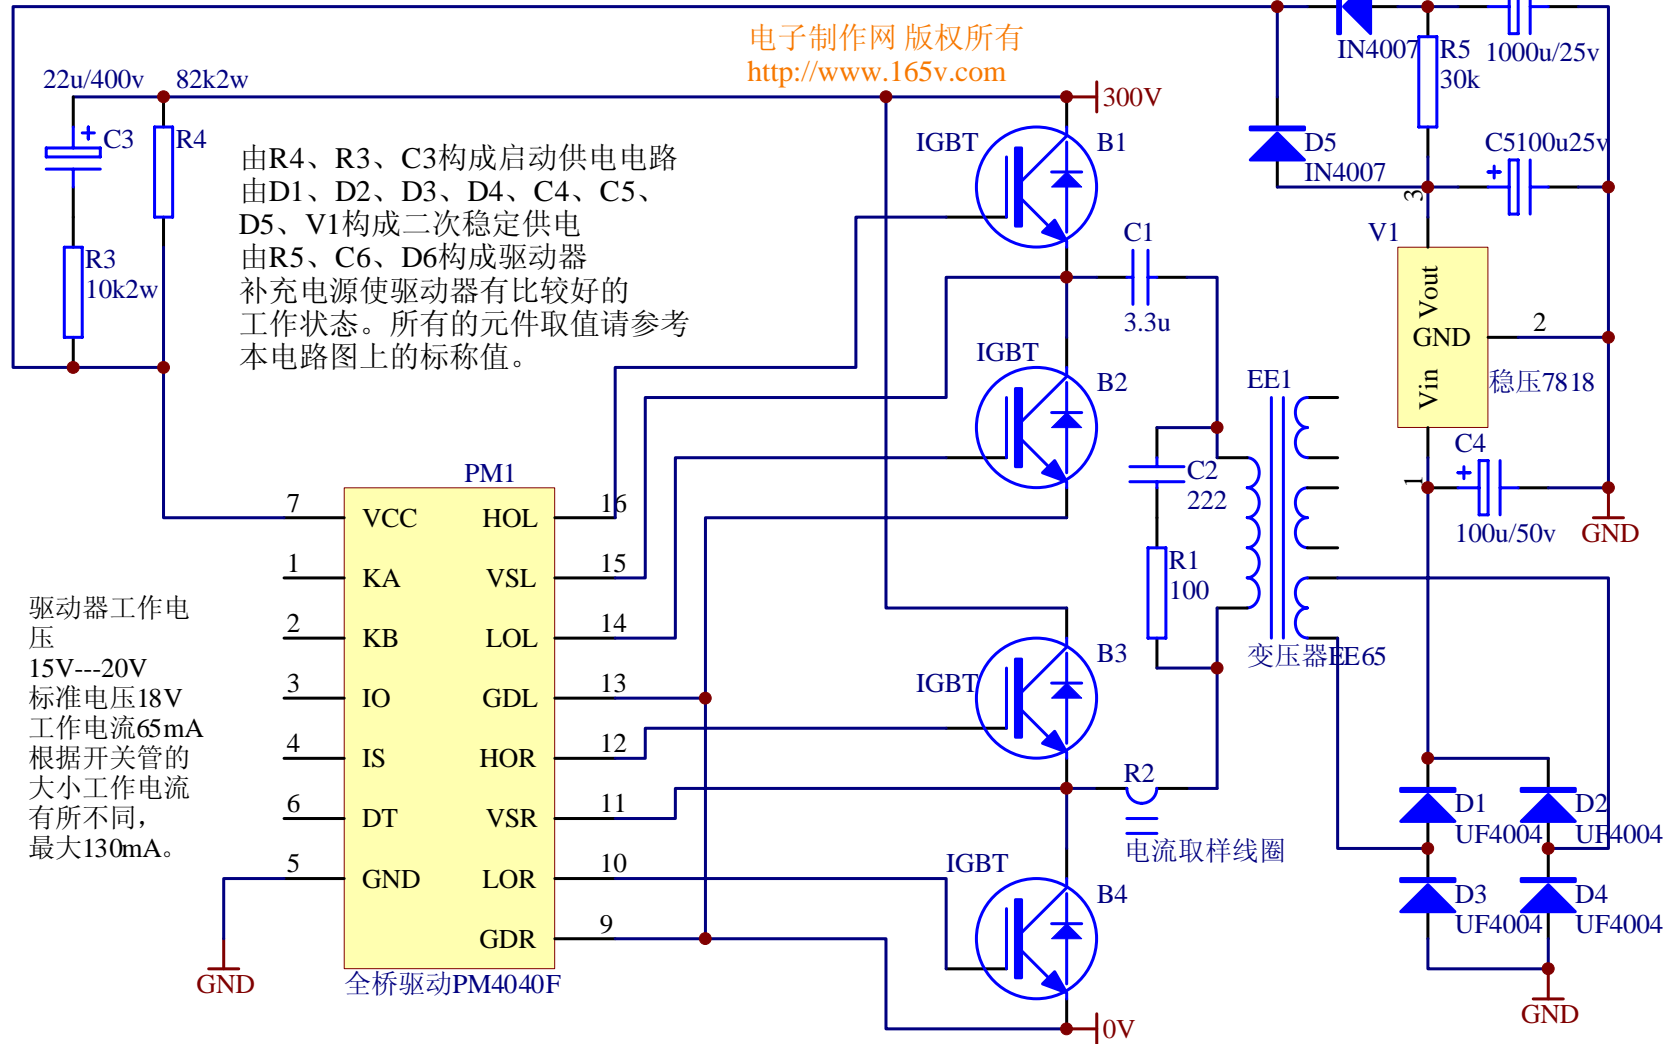 电子制作网 版权所有
http://www.165v.com
IN4007
R5
30k
1000u/25v
22u/400v
82k2w
C3
R4
300V
IGBT
B1
D5
IN4007
C5100u25v
由R4、R3、C3构成启动供电电路
由D1、D2、D3、D4、C4、C5、
D5、V1构成二次稳定供电
由R5、C6、D6构成驱动器
补充电源使驱动器有比较好的
工作状态。所有的元件取值请参考
本电路图上的标称值。
R3
10k2w
C1
3.3u
3
V1
Vout
GND
Vin
2
稳压7818
1
C4
100u/50v
GND
IGBT
B2
EE1
C2
222
R1
100
变压器EE65
PM1
7
VCC
HOL
16
1
KA
VSL
15
2
KB
LOL
14
3
IO
GDL
13
4
IS
HOR
12
6
DT
VSR
11
5
GND
LOR
10
GDR
9
全桥驱动PM4040F
GND
驱动器工作电
压
15V---20V
标准电压18V
工作电流65mA
根据开关管的
大小工作电流
有所不同，
最大130mA。
IGBT
B3
R2
电流取样线圈
IGBT
B4
0V
D1
UF4004
D2
UF4004
D3
UF4004
D4
UF4004
GND